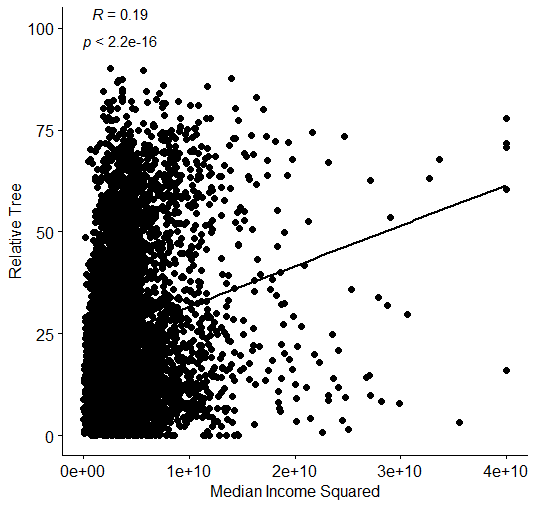 R = 0.19
p < 2.2e-16
100
75
50
25
0
Relative Tree
0e+00 1e+10 2e+10 3e+10 4e+10
Median Income Squared